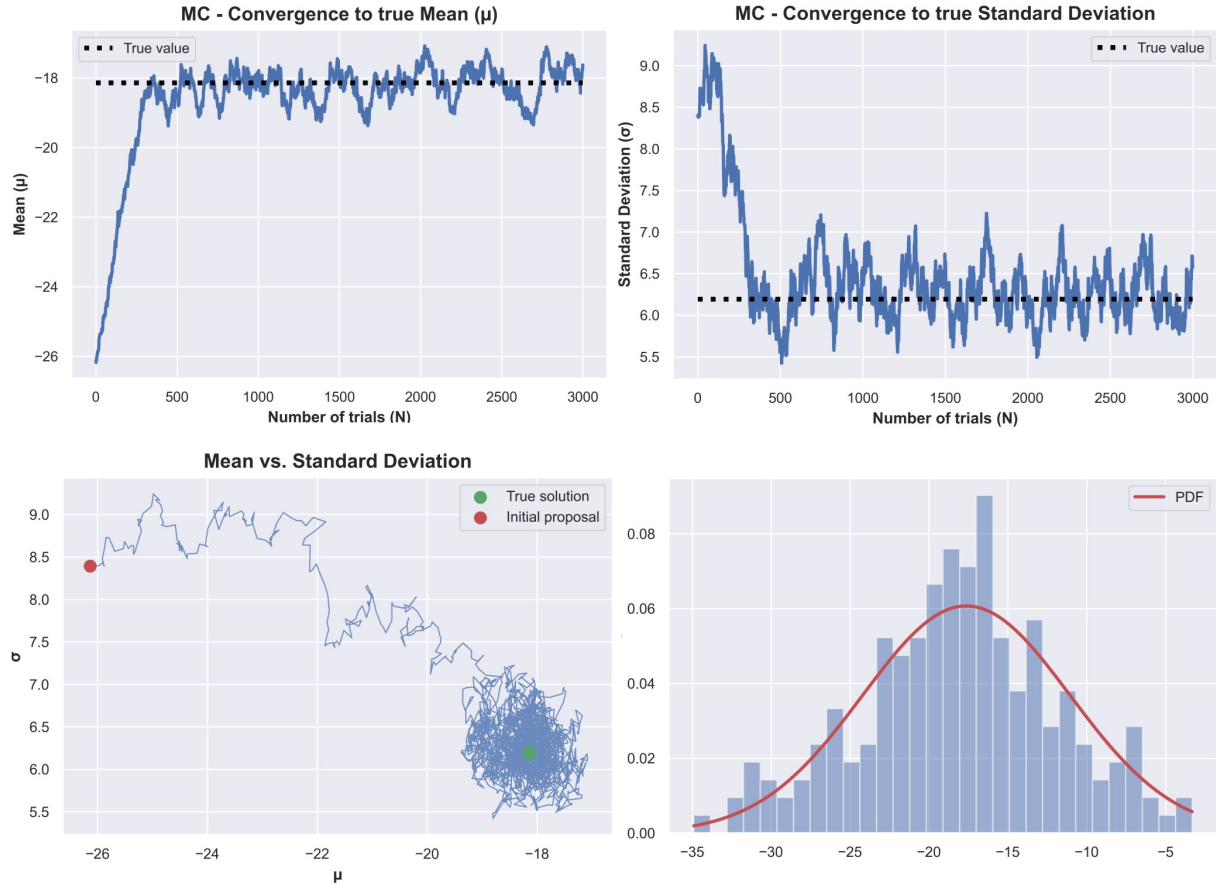 MC - Convergence to true Mean (μ)
True value
−18
−20
−22
−24
−26
Mean (μ)
0 500 1000 1500 2000 2500 3000
Number of trials (N)
MC - Convergence to true Standard Deviation
True value
9.0
8.5
8.0
7.5
7.0
6.5
6.0
5.5
Standard Deviation (σ)
0 500 1000 1500 2000 2500 3000
Number of trials (N)
Mean vs. Standard Deviation
True solution
Initial proposal
9.0
8.5
8.0
7.5
7.0
6.5
6.0
5.5
σ
−26 −24 −22 −20 −18
μ
PDF
0.08
0.06
0.04
0.02
0.00
−35 −30 −25 −20 −15 −10 −5